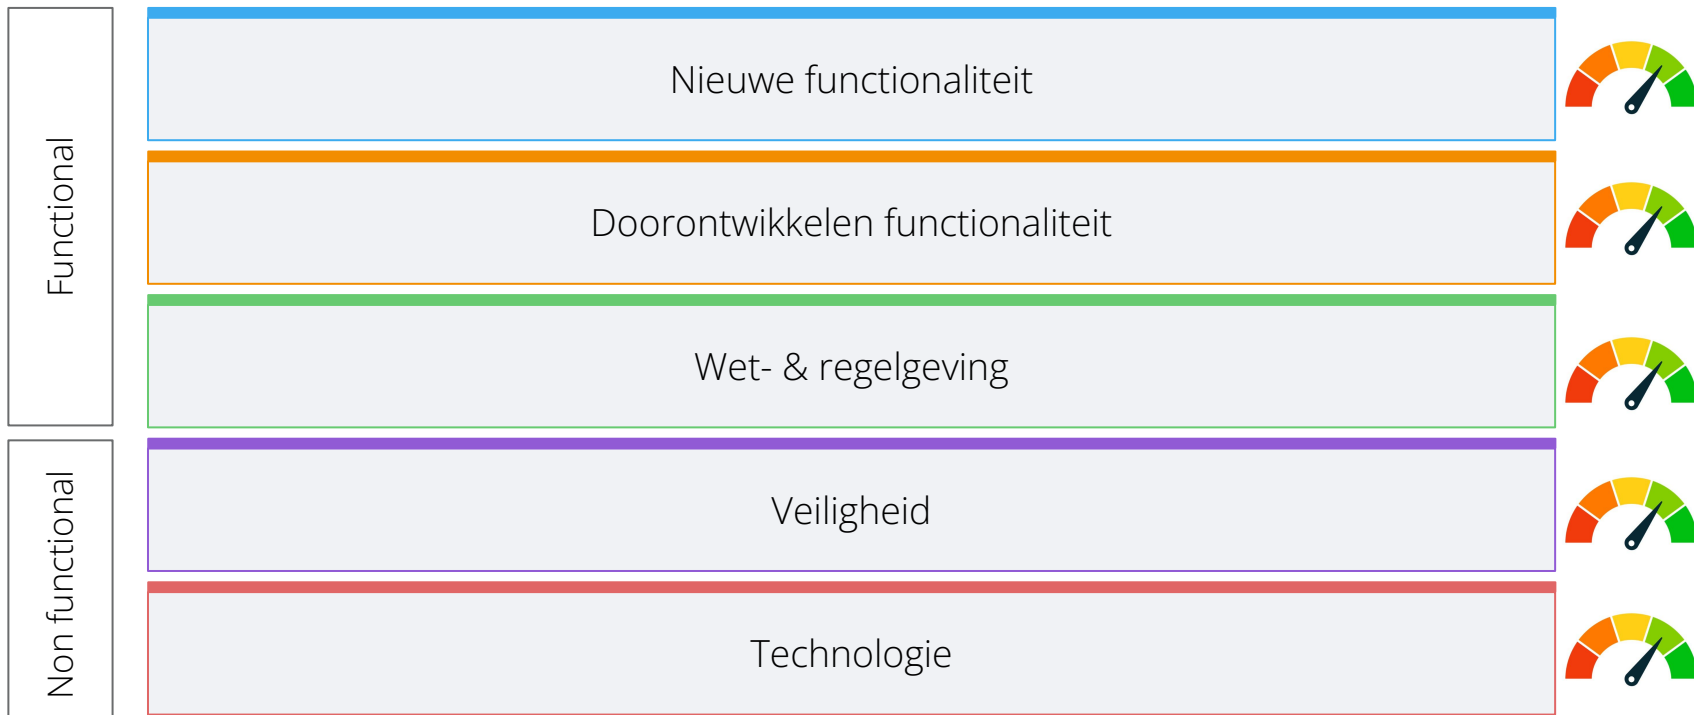 Functional
Nieuwe functionaliteit
Doorontwikkelen functionaliteit
Wet- & regelgeving
Non functional
Veiligheid
Technologie